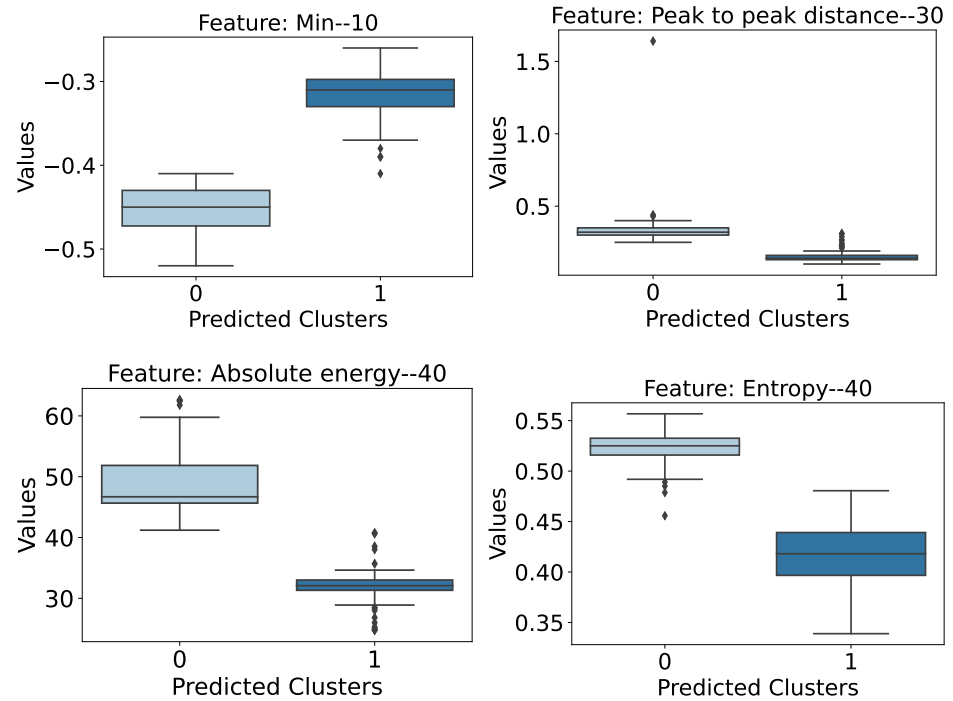 Feature: Min--10
Values
−0.3
−0.4
−0.5
0 1
Predicted Clusters
Feature: Peak to peak distance--30
Values
1.5
1.0
0.5
0 1
Predicted Clusters
Feature: Absolute energy--40
Values
60
50
40
30
0 1
Predicted Clusters
Feature: Entropy--40
Values
0.55
0.50
0.45
0.40
0.35
0 1
Predicted Clusters